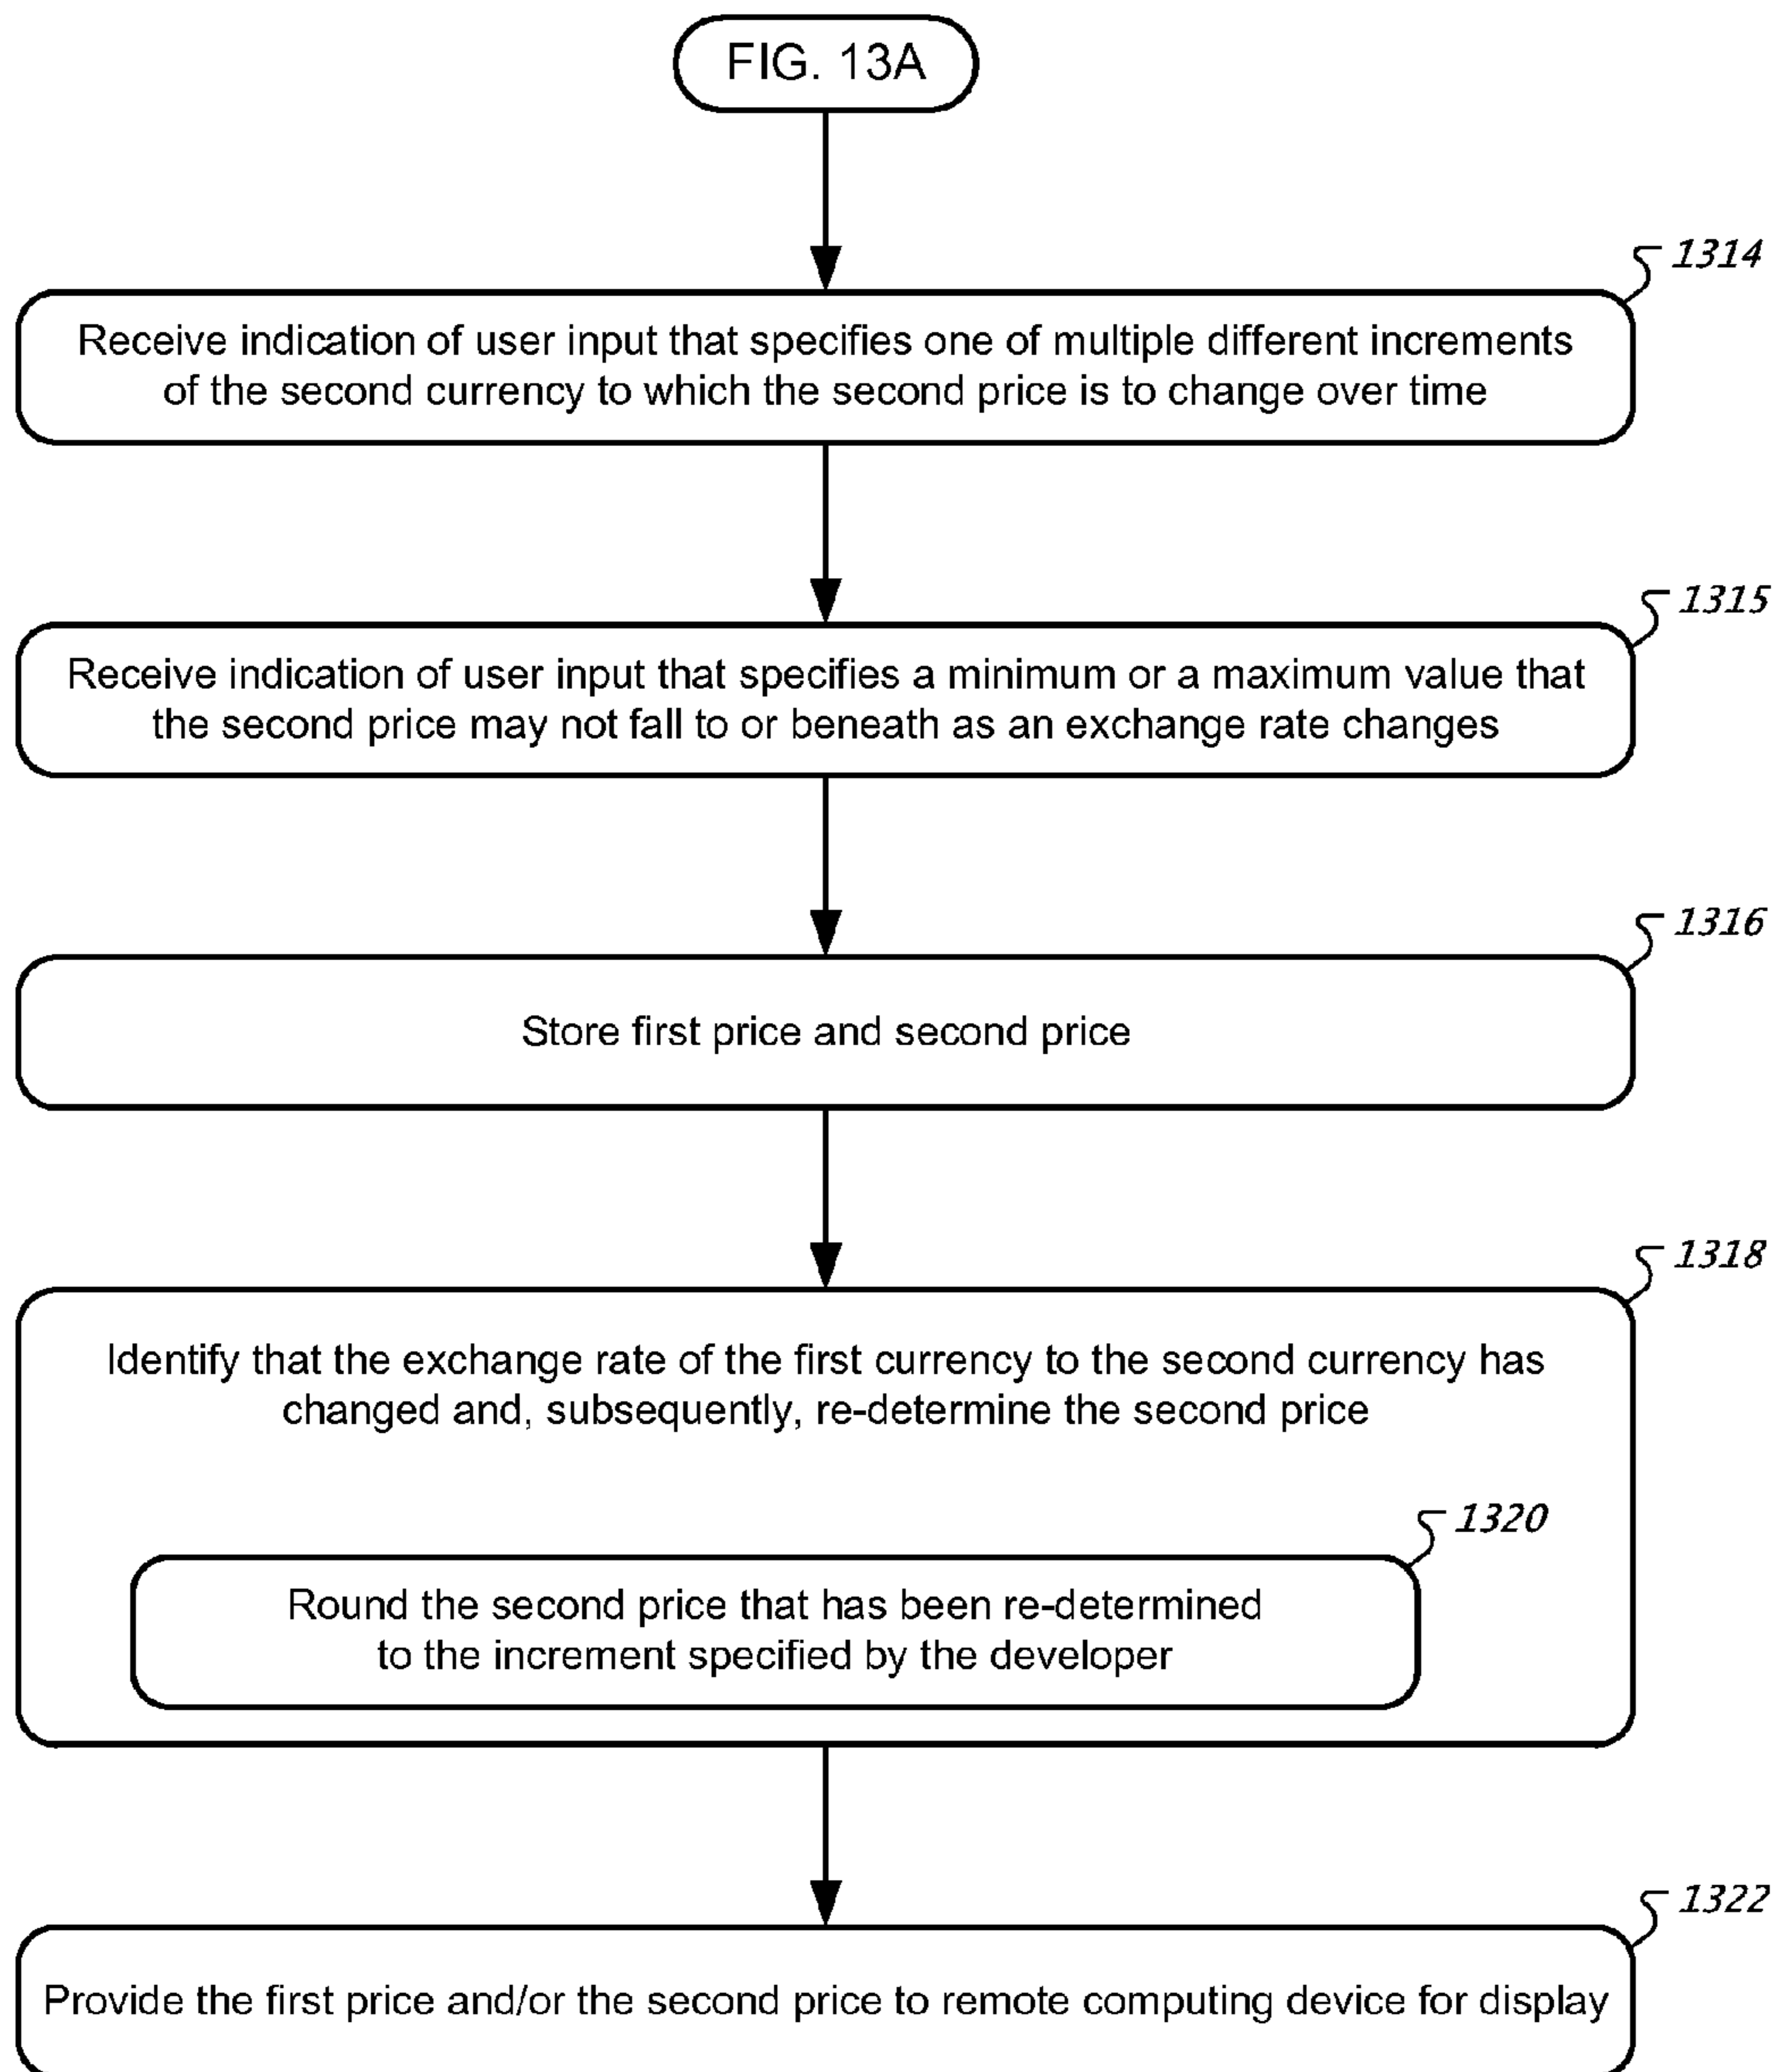 FIG. 13A
1314
Receive indication of user input that specifies one of multiple different increments
of the second currency to which the second price is to change over time
1315
Receive indication of user input that specifies a minimum or a maximum value that
the second price may not fall to or beneath as an exchange rate changes
1316
Store first price and second price
1318
Identify that the exchange rate of the first currency to the second currency has
changed and, subsequently, re-determine the second price
1320
Round the second price that has been re-determined
to the increment specified by the developer
1322
Provide the first price and/or the second price to remote computing device for display